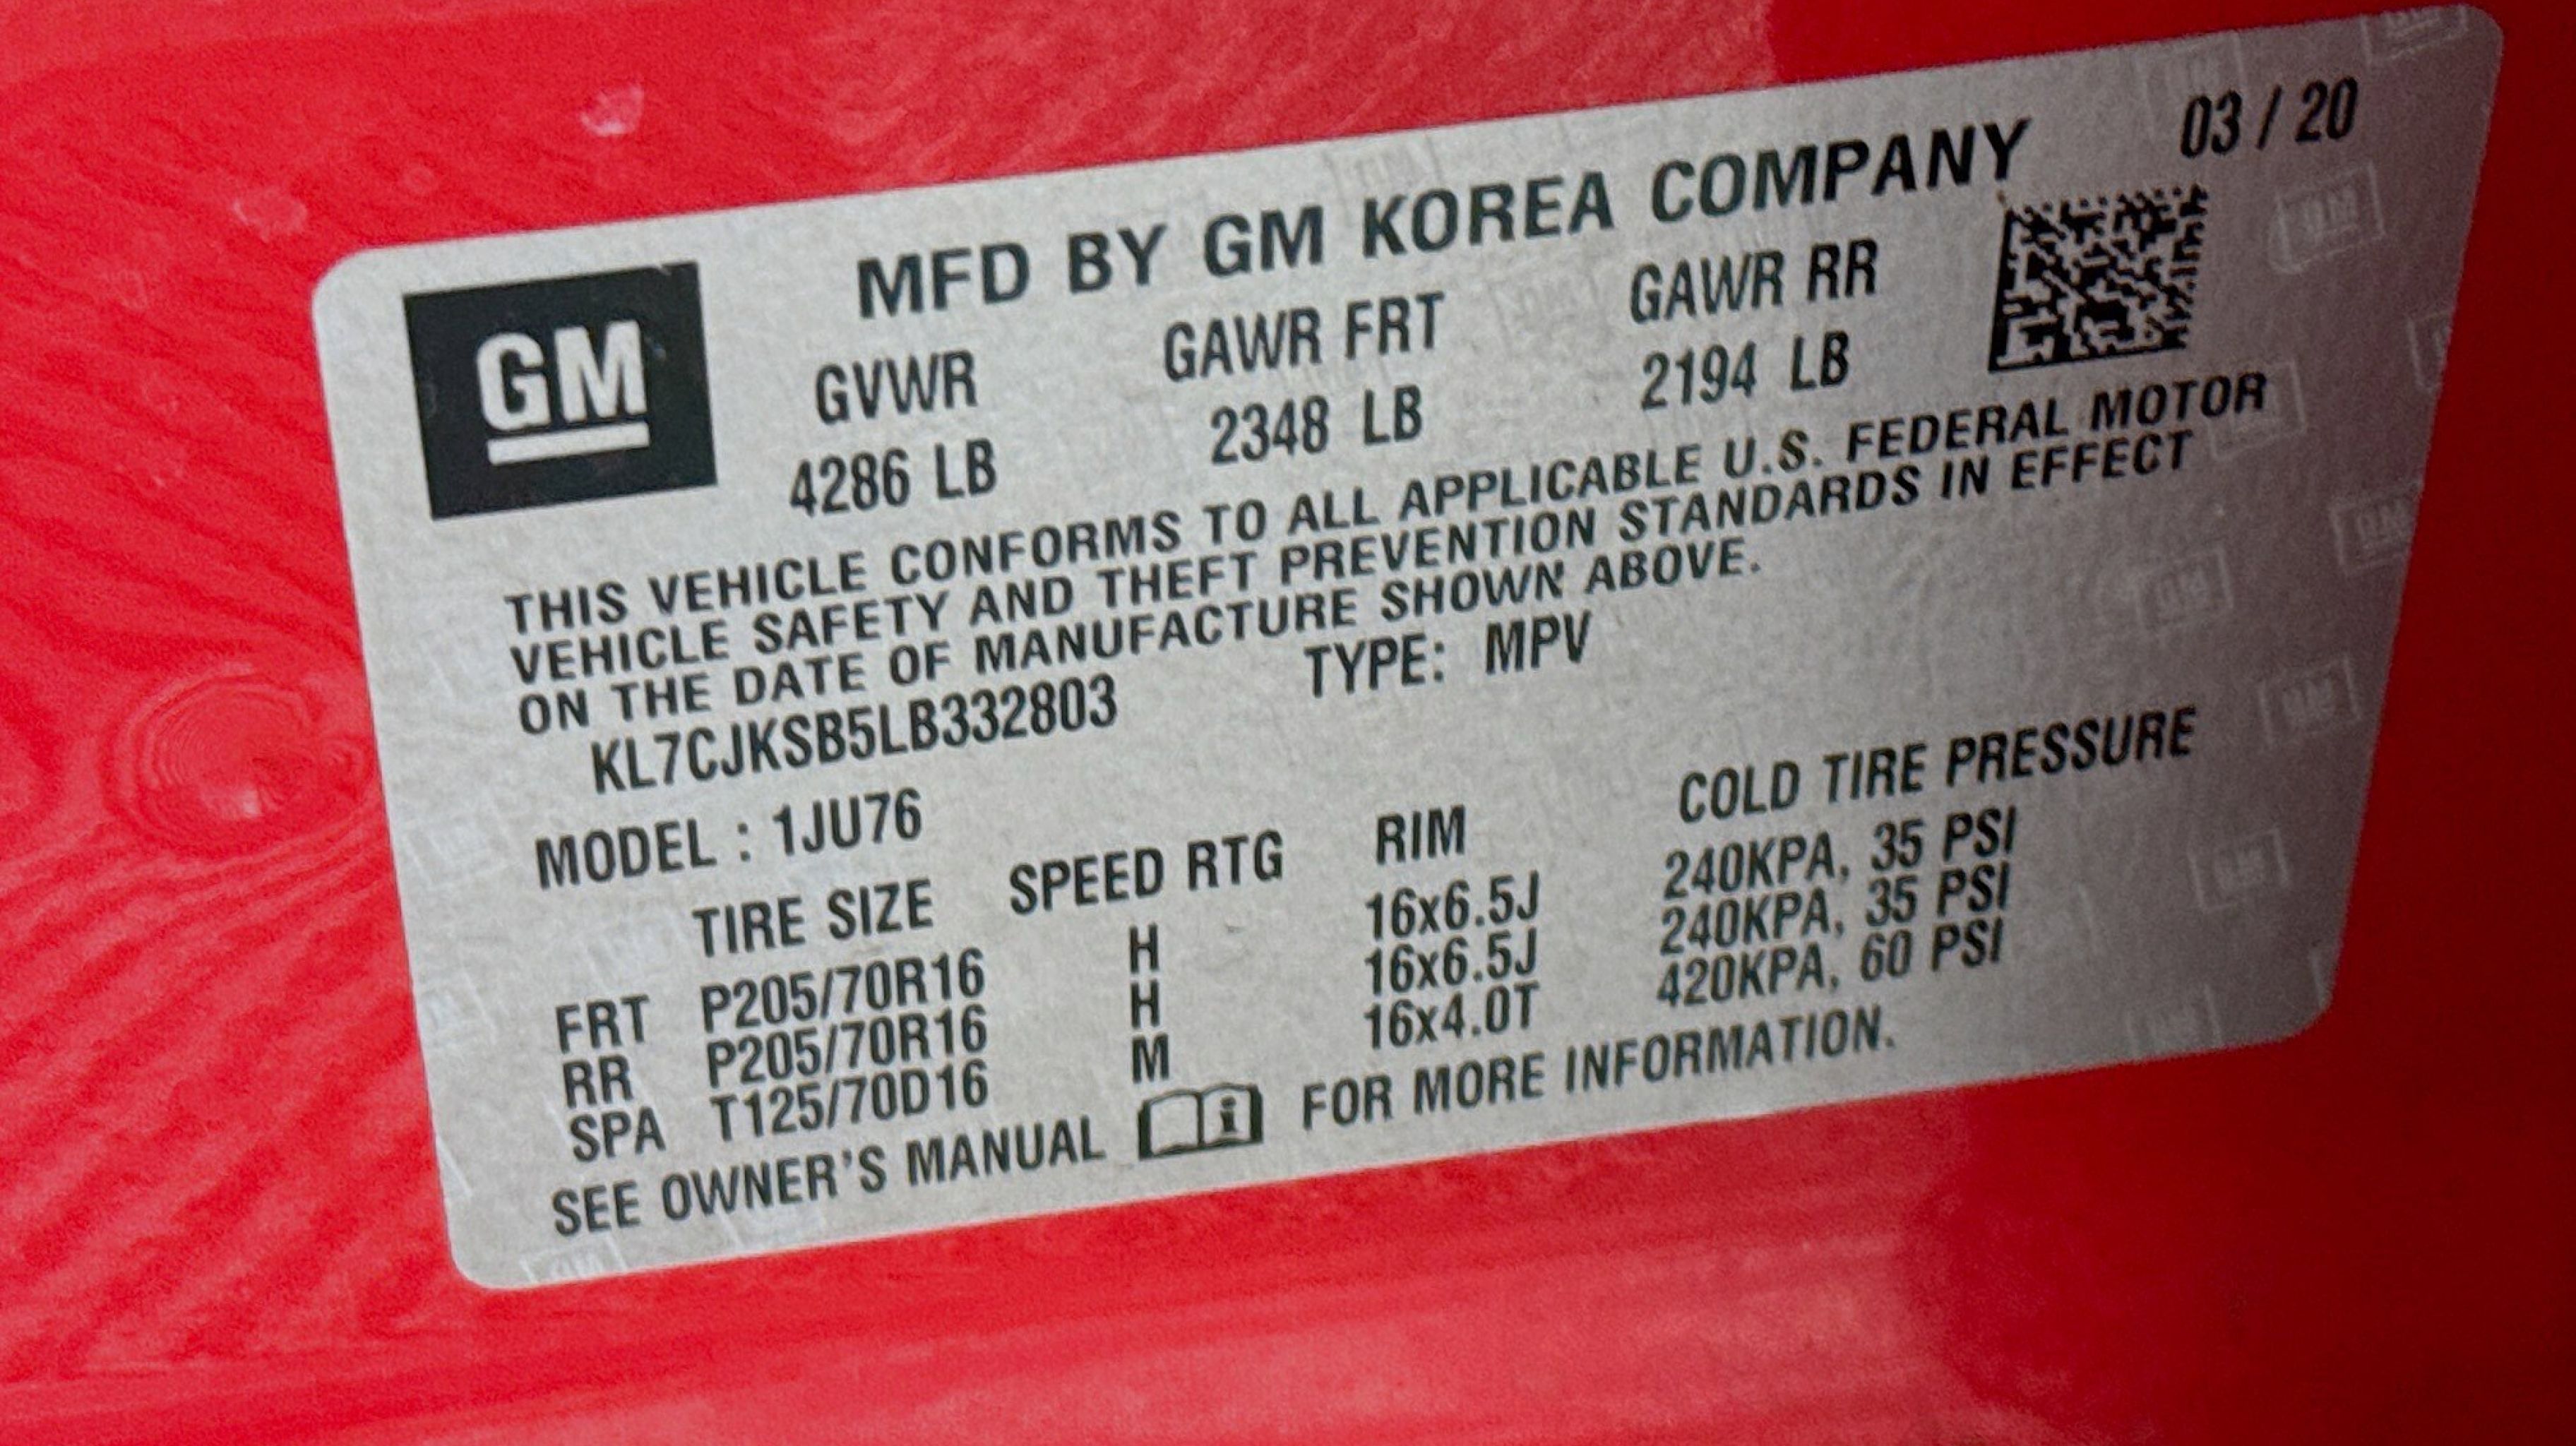 03 / 20
GM
MFD BY GM KOREA COMPANY
GVWR GAWR FRT GAWR RR
4286 LB 2348 LB 2194 LB
THIS VEHICLE CONFORMS TO ALL APPLICABLE U.S. FEDERAL MOTOR
VEHICLE SAFETY AND THEFT PREVENTION STANDARDS IN EFFECT
ON THE DATE OF MANUFACTURE SHOWN ABOVE.
KL7CJKSB5LB332803 TYPE: MPV
MODEL : 1JU76
TIRE SIZE SPEED RTG RIM COLD TIRE PRESSURE
FRT P205/70R16 H 16x6.5J 240KPA, 35 PSI
RR P205/70R16 H 16x6.5J 240KPA, 35 PSI
SPA T125/70D16 M 16x4.0T 420KPA, 60 PSI
SEE OWNER'S MANUAL i FOR MORE INFORMATION.